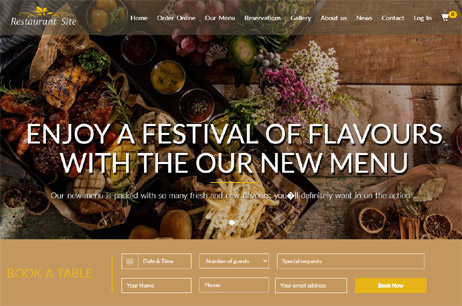 Restaurant Site
Home Order Online Our Menu Reservations Gallery About us News Contact Log In 0
ENJOY A FESTIVAL OF FLAVOURS
WITH THE OUR NEW MENU
Our new menu is packed with so many fresh and new flavours you�ll definitely want in on the action
BOOK A TABLE
Date & Time Number of guests Special requests
Your Name Phone Your email address Book Now